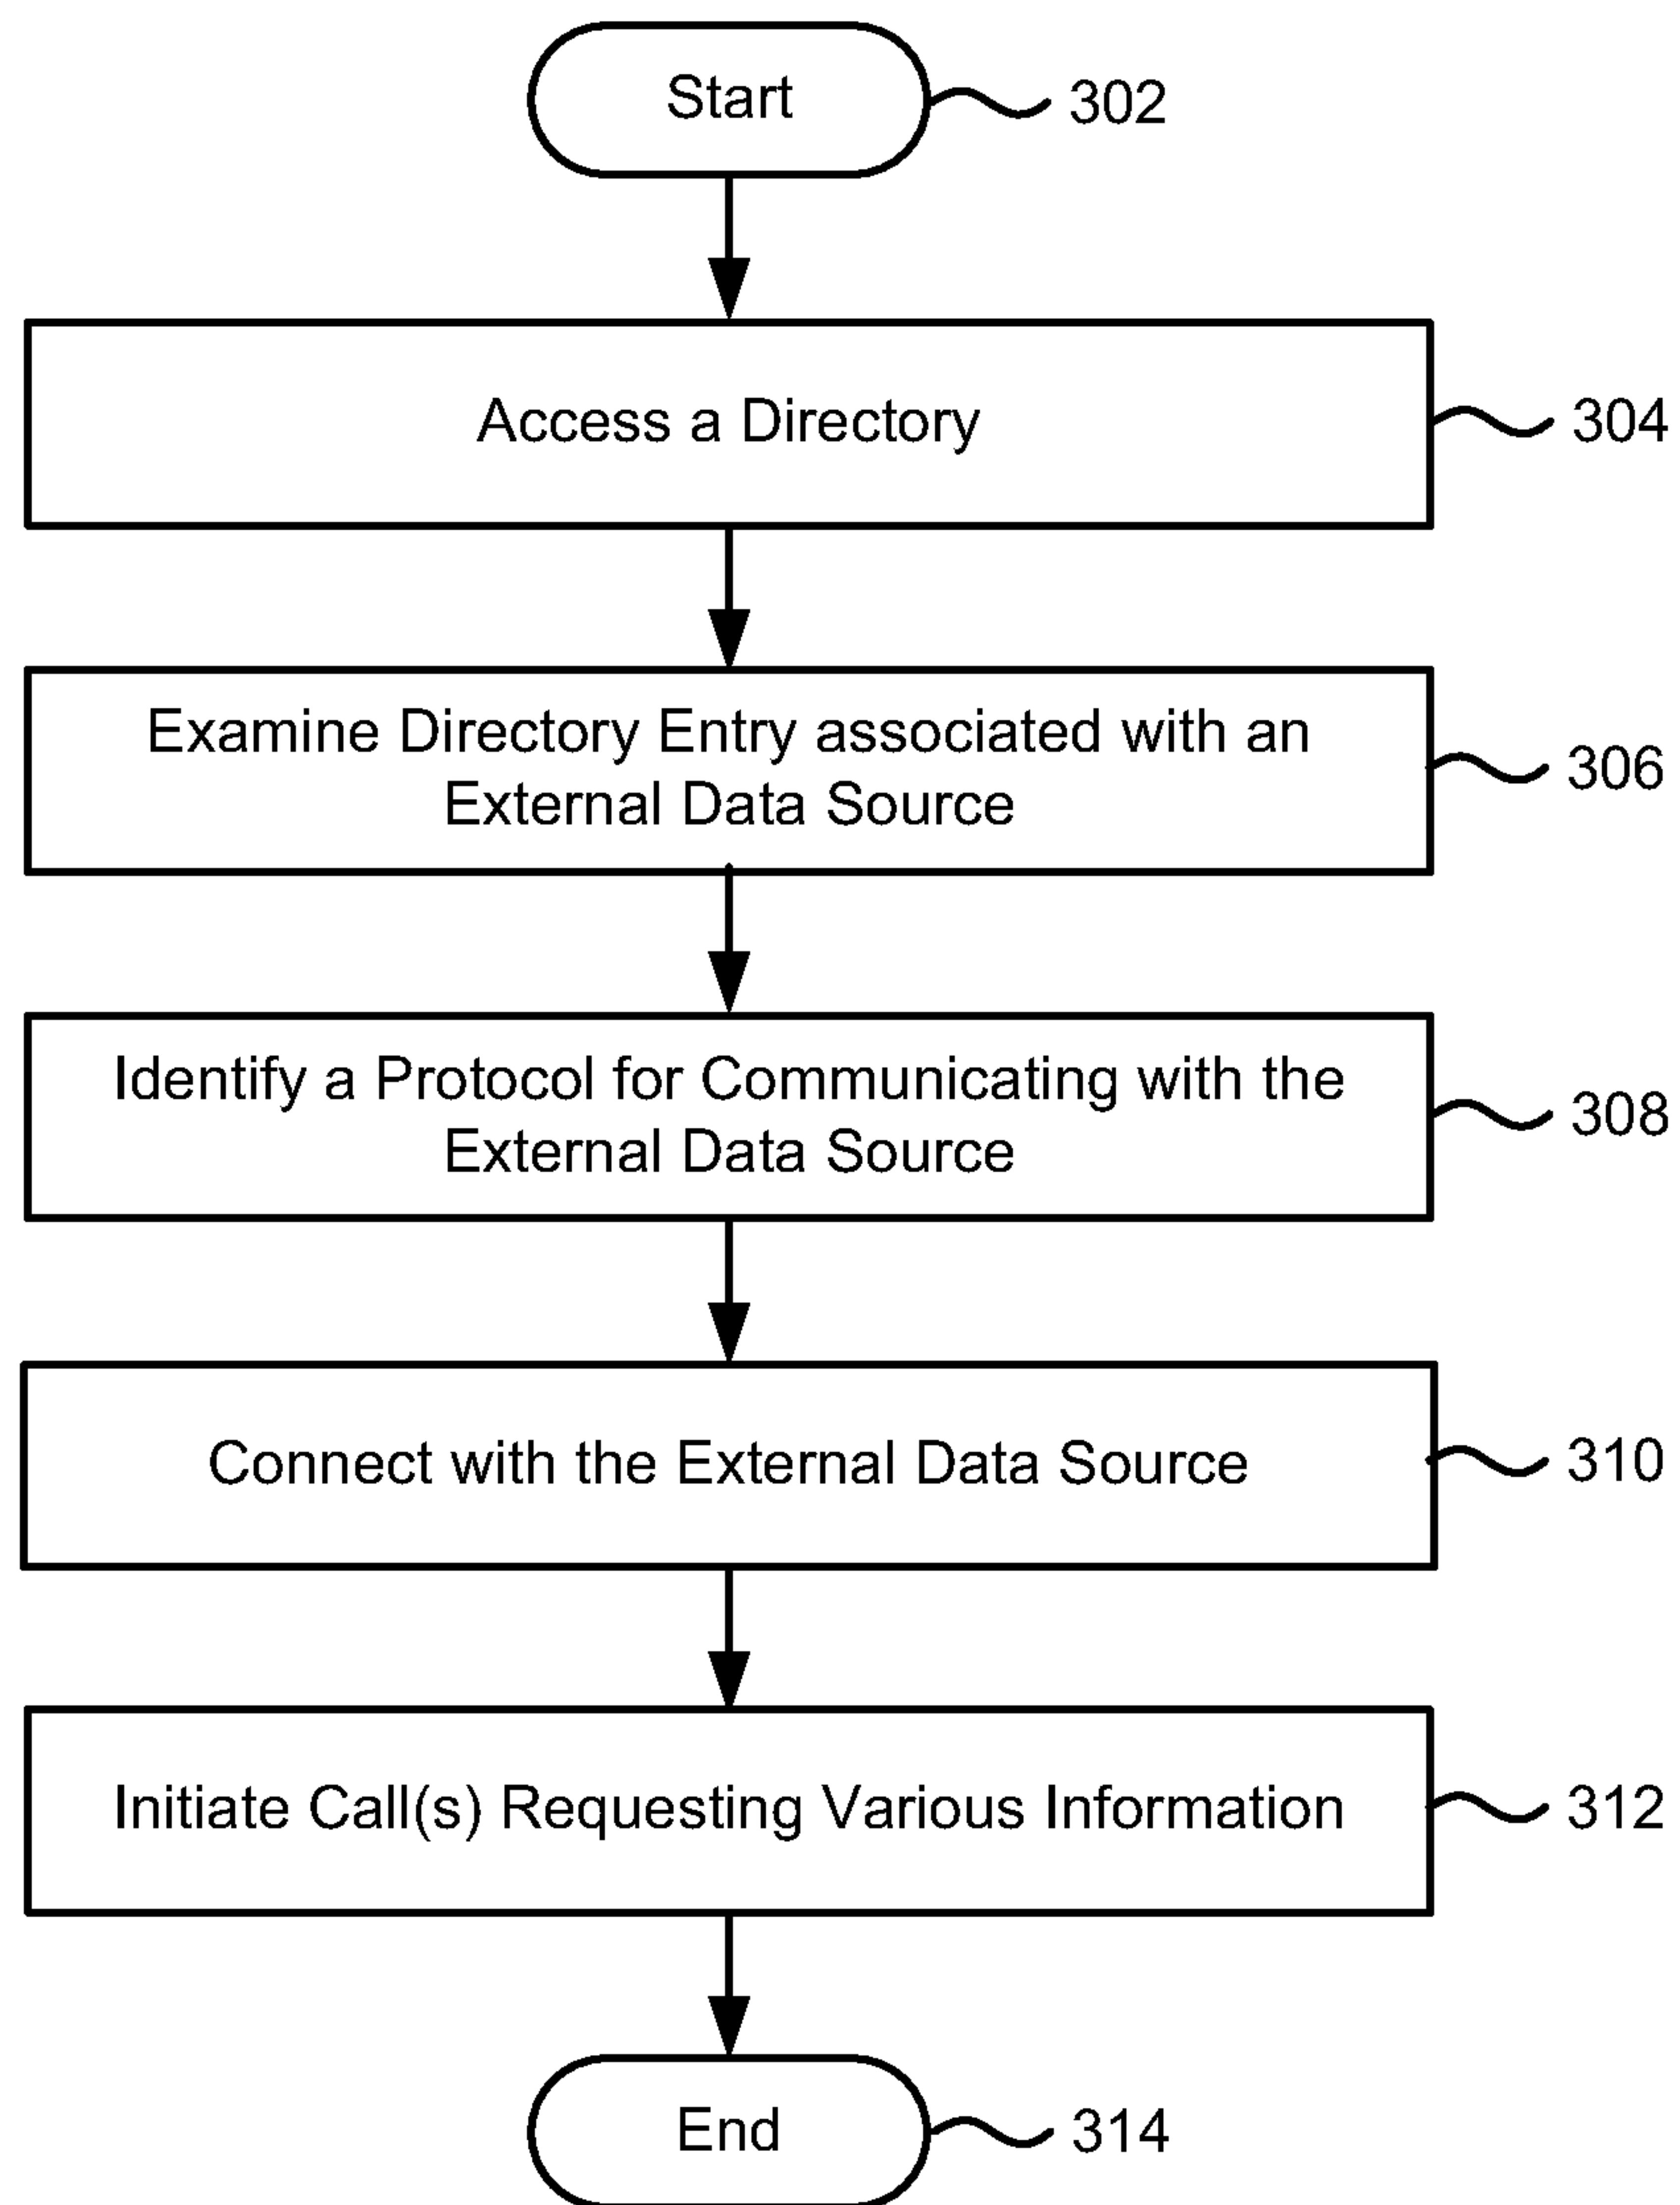 Start
302
Access a Directory
304
Examine Directory Entry associated with an
External Data Source
306
Identify a Protocol for Communicating with the
External Data Source
308
Connect with the External Data Source
310
Initiate Call(s) Requesting Various Information
312
End
314